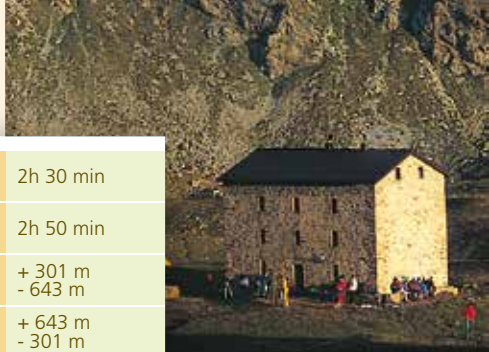 2h 30 min
2h 50 min
+ 301 m
- 643 m
+ 643 m
- 301 m